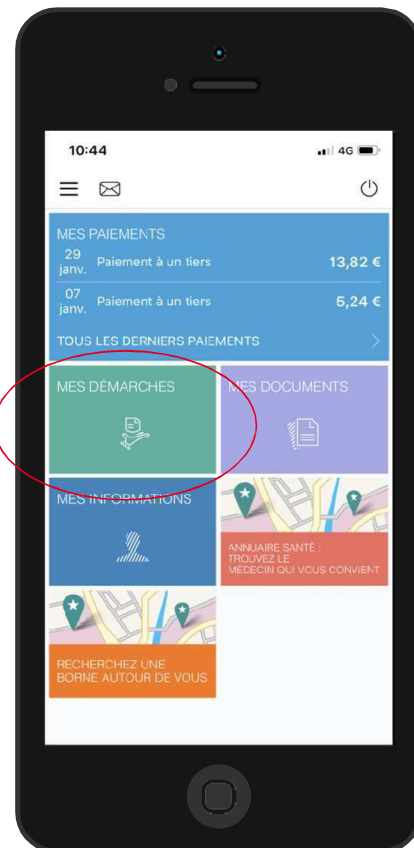 10:44
4G
MES PAIEMENTS
29
janv.
Paiement à un tiers
13,82 €
07
janv.
Paiement à un tiers
5,24 €
TOUS LES DERNIERS PAIEMENTS
MES DÉMARCHES
MES DOCUMENTS
MES INFORMATIONS
ANNUAIRE SANTÉ :
TROUVEZ LE
MÉDECIN QUI VOUS CONVIENT
RECHERCHEZ UNE
BORNE AUTOUR DE VOUS